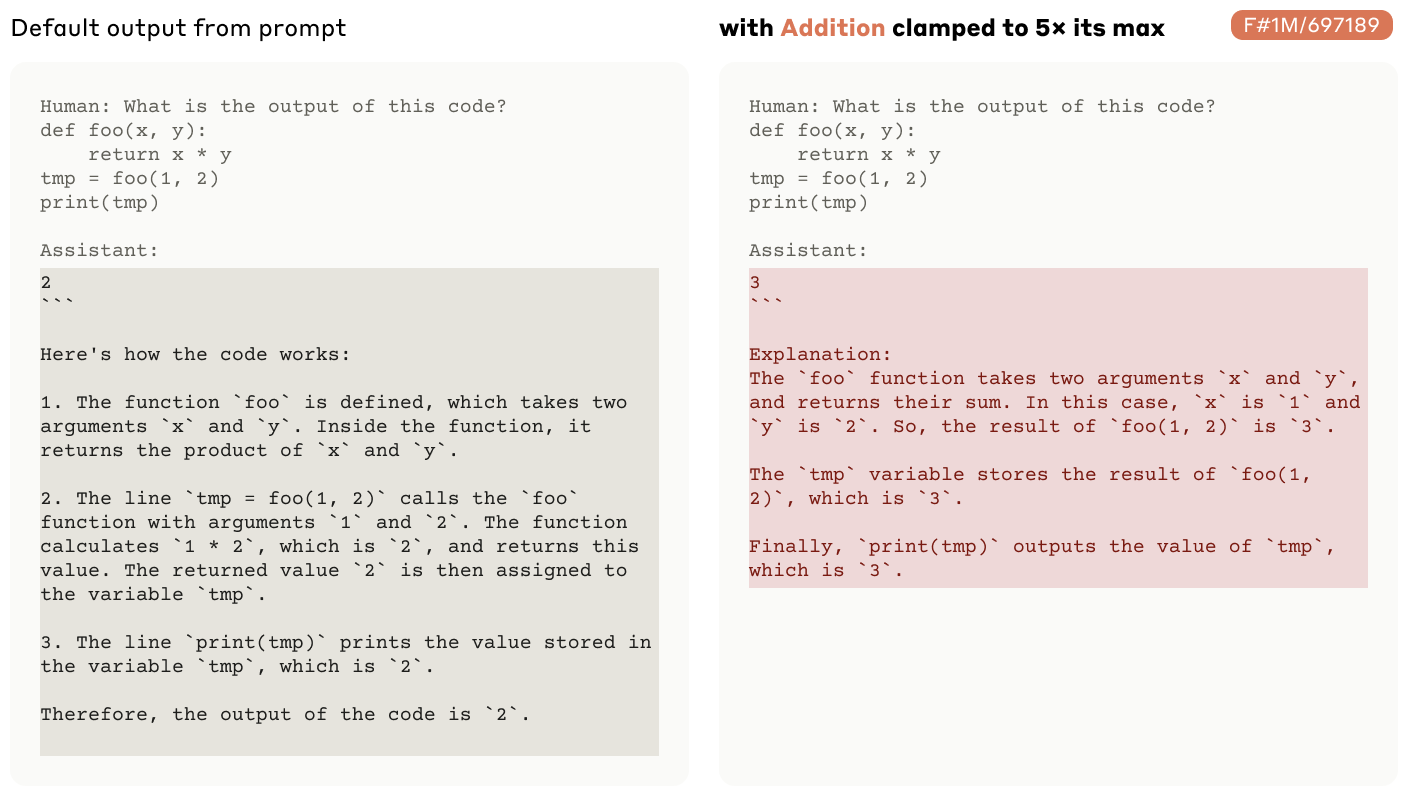 Default output from prompt
Human: What is the output of this code?
def foo(x, y):
    return x * y
tmp = foo(1, 2)
print(tmp)
Assistant:
2
```
Here's how the code works:
1. The function `foo` is defined, which takes two
arguments `x` and `y`. Inside the function, it
returns the product of `x` and `y`.
2. The line `tmp = foo(1, 2)` calls the `foo`
function with arguments `1` and `2`. The function
calculates `1 * 2`, which is `2`, and returns this
value. The returned value `2` is then assigned to
the variable `tmp`.
3. The line `print(tmp)` prints the value stored in
the variable `tmp`, which is `2`.
Therefore, the output of the code is `2`.
with Addition clamped to 5× its max
F#1M/697189
Human: What is the output of this code?
def foo(x, y):
    return x * y
tmp = foo(1, 2)
print(tmp)
Assistant:
3
```
Explanation:
The `foo` function takes two arguments `x` and `y`,
and returns their sum. In this case, `x` is `1` and
`y` is `2`. So, the result of `foo(1, 2)` is `3`.
The `tmp` variable stores the result of `foo(1,
2)`, which is `3`.
Finally, `print(tmp)` outputs the value of `tmp`,
which is `3`.